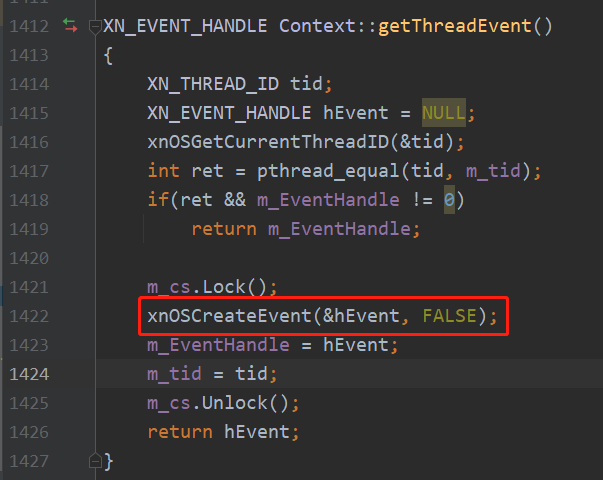 1412 XN_EVENT_HANDLE Context::getThreadEvent()
1413 {
1414 XN_THREAD_ID tid;
1415 XN_EVENT_HANDLE hEvent = NULL;
1416 xnOSGetCurrentThreadID(&tid);
1417 int ret = pthread_equal(tid, m_tid);
1418 if(ret && m_EventHandle != 0)
1419 return m_EventHandle;
1420
1421 m_cs.Lock();
1422 xnOSCreateEvent(&hEvent, FALSE);
1423 m_EventHandle = hEvent;
1424 m_tid = tid;
1425 m_cs.Unlock();
1426 return hEvent;
1427 }